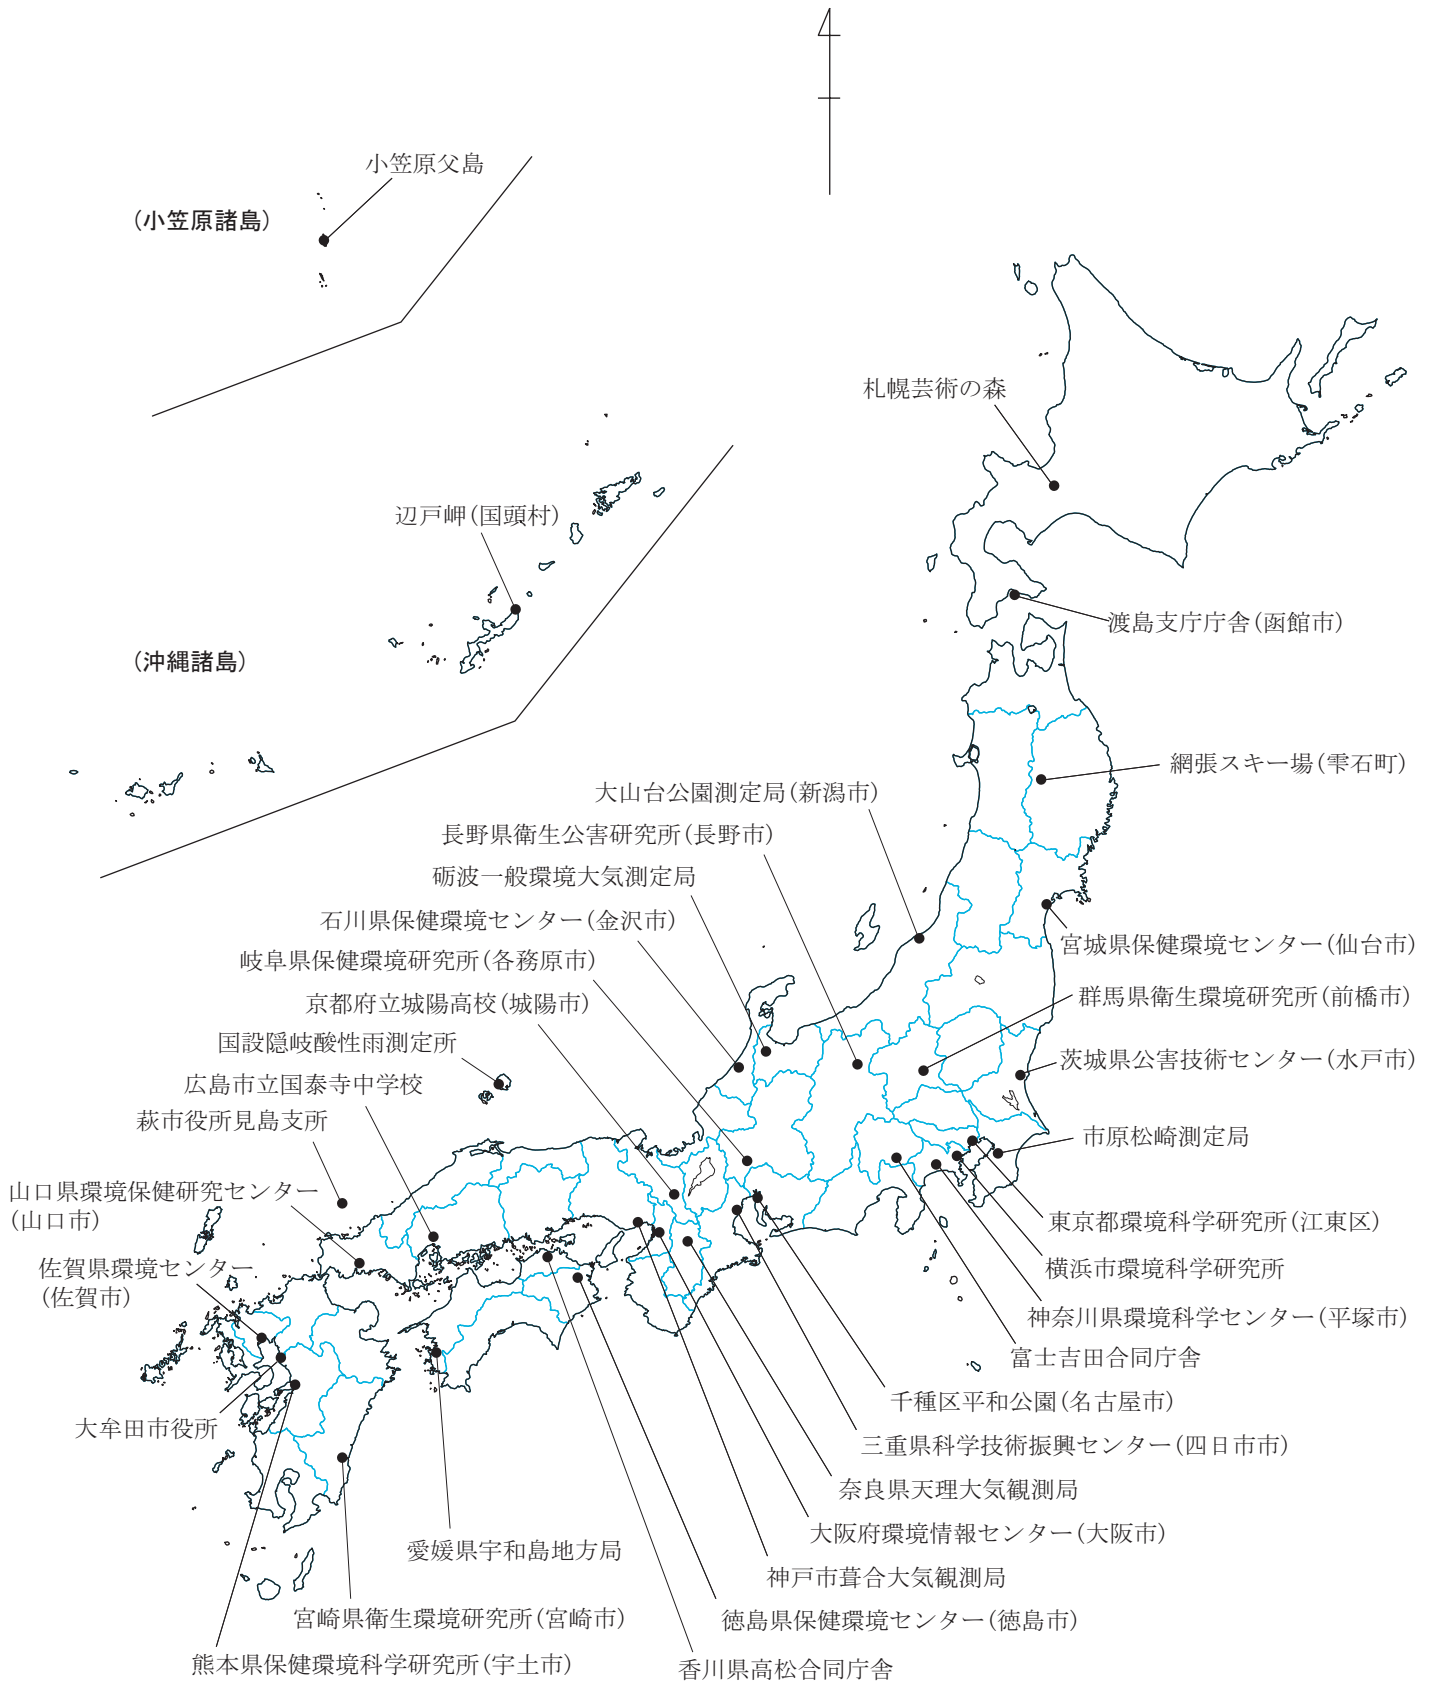 小笠原父島
(小笠原諸島)
札幌芸術の森
辺戸岬(国頭村)
渡島支庁庁舎(函館市)
(沖縄諸島)
網張スキー場(雫石町)
大山台公園測定局(新潟市)
長野県衛生公害研究所(長野市)
砺波一般環境大気測定局
石川県保健環境センター(金沢市)
宮城県保健環境センター(仙台市)
岐阜県保健環境研究所(各務原市)
群馬県衛生環境研究所(前橋市)
京都府立城陽高校(城陽市)
国設隠岐酸性雨測定所
茨城県公害技術センター(水戸市)
広島市立国泰寺中学校
萩市役所見島支所
市原松崎測定局
山口県環境保健研究センター
(山口市)
東京都環境科学研究所(江東区)
佐賀県環境センター
(佐賀市)
横浜市環境科学研究所
神奈川県環境科学センター(平塚市)
富士吉田合同庁舎
千種区平和公園(名古屋市)
大牟田市役所
三重県科学技術振興センター(四日市市)
奈良県天理大気観測局
大阪府環境情報センター(大阪市)
愛媛県宇和島地方局
神戸市葺合大気観測局
宮崎県衛生環境研究所(宮崎市)
徳島県保健環境センター(徳島市)
熊本県保健環境科学研究所(宇土市)
香川県高松合同庁舎